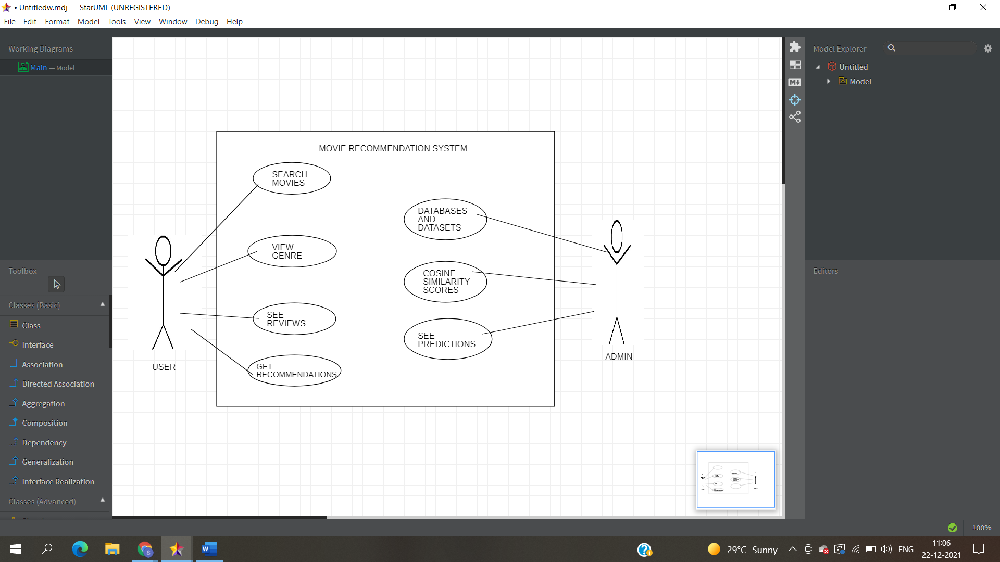 • Untitledw.mdj — StarUML (UNREGISTERED)
File Edit Format Model Tools View Window Debug Help
Working Diagrams
Main — Model
Toolbox
Classes (Basic)
Class
Interface
Association
Directed Association
Aggregation
Composition
Dependency
Generalization
Interface Realization
Classes (Advanced)
MOVIE RECOMMENDATION SYSTEM
SEARCH
MOVIES
VIEW
GENRE
SEE
REVIEWS
GET
RECOMMENDATIONS
USER
DATABASES
AND
DATASETS
COSINE
SIMILARITY
SCORES
SEE
PREDICTIONS
ADMIN
M
Model Explorer
Untitled
Model
Editors
100%
S
W
29°C Sunny
ENG
11:06
22-12-2021